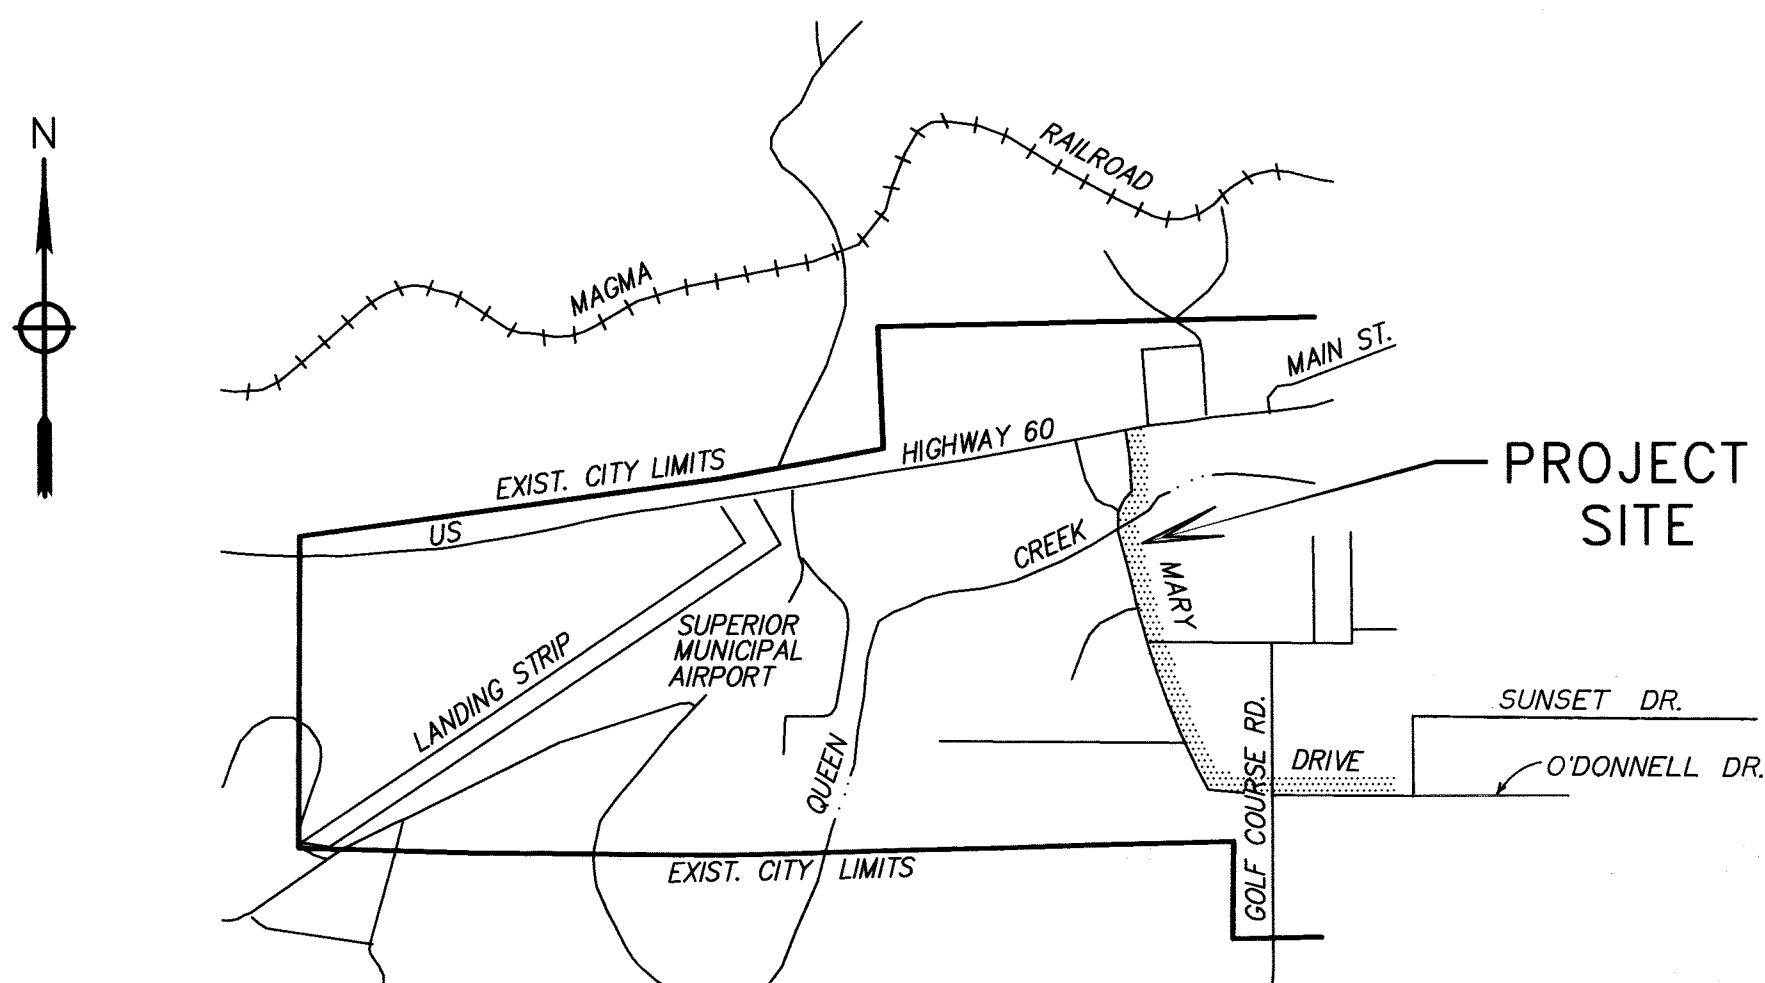 N
RAILROAD
MAGMA
MAIN ST.
HIGHWAY 60
EXIST. CITY LIMITS
US
PROJECT
SITE
CREEK
MARY
SUPERIOR
MUNICIPAL
AIRPORT
LANDING STRIP
QUEEN
GOLF COURSE RD.
SUNSET DR.
DRIVE
O'DONNELL DR.
EXIST. CITY LIMITS